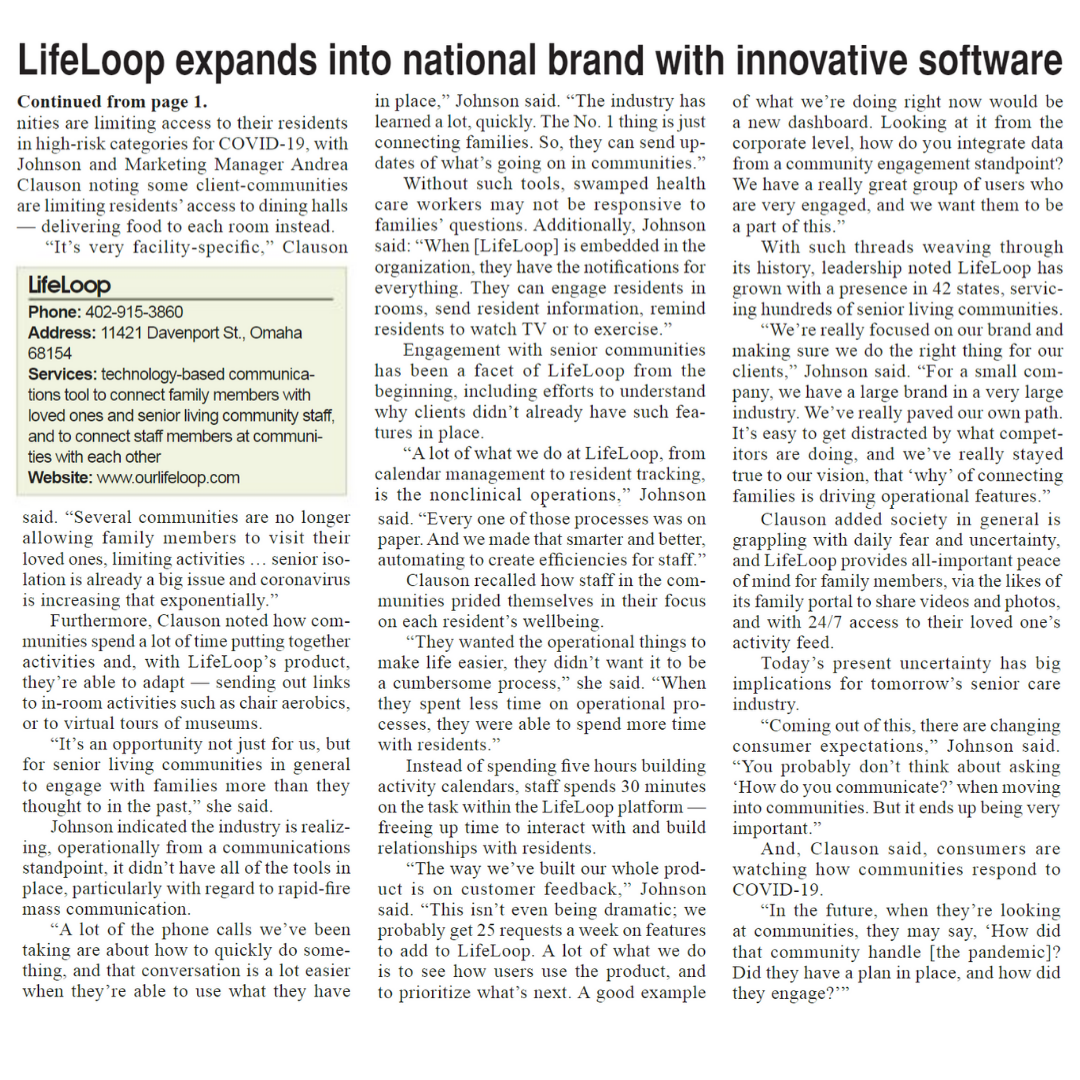 LifeLoop expands into national brand with innovative software
Continued from page 1.
nities are limiting access to their residents
in high-risk categories for COVID-19, with
Johnson and Marketing Manager Andrea
Clauson noting some client-communities
are limiting residents’ access to dining halls
— delivering food to each room instead.
“It’s very facility-specific,” Clauson
LifeLoop
Phone: 402-915-3860
Address: 11421 Davenport St., Omaha
68154
Services: technology-based communica-
tions tool to connect family members with
loved ones and senior living community staff,
and to connect staff members at communi-
ties with each other
Website: www.ourlifeloop.com
said. “Several communities are no longer
allowing family members to visit their
loved ones, limiting activities … senior iso-
lation is already a big issue and coronavirus
is increasing that exponentially.”
Furthermore, Clauson noted how com-
munities spend a lot of time putting together
activities and, with LifeLoop’s product,
they’re able to adapt — sending out links
to in-room activities such as chair aerobics,
or to virtual tours of museums.
“It’s an opportunity not just for us, but
for senior living communities in general
to engage with families more than they
thought to in the past,” she said.
Johnson indicated the industry is realiz-
ing, operationally from a communications
standpoint, it didn’t have all of the tools in
place, particularly with regard to rapid-fire
mass communication.
“A lot of the phone calls we’ve been
taking are about how to quickly do some-
thing, and that conversation is a lot easier
when they’re able to use what they have
in place,” Johnson said. “The industry has
learned a lot, quickly. The No. 1 thing is just
connecting families. So, they can send up-
dates of what’s going on in communities.”
Without such tools, swamped health
care workers may not be responsive to
families’ questions. Additionally, Johnson
said: “When [LifeLoop] is embedded in the
organization, they have the notifications for
everything. They can engage residents in
rooms, send resident information, remind
residents to watch TV or to exercise.”
Engagement with senior communities
has been a facet of LifeLoop from the
beginning, including efforts to understand
why clients didn’t already have such fea-
tures in place.
“A lot of what we do at LifeLoop, from
calendar management to resident tracking,
is the nonclinical operations,” Johnson
said. “Every one of those processes was on
paper. And we made that smarter and better,
automating to create efficiencies for staff.”
Clauson recalled how staff in the com-
munities prided themselves in their focus
on each resident’s wellbeing.
“They wanted the operational things to
make life easier, they didn’t want it to be
a cumbersome process,” she said. “When
they spent less time on operational pro-
cesses, they were able to spend more time
with residents.”
Instead of spending five hours building
activity calendars, staff spends 30 minutes
on the task within the LifeLoop platform —
freeing up time to interact with and build
relationships with residents.
“The way we’ve built our whole prod-
uct is on customer feedback,” Johnson
said. “This isn’t even being dramatic; we
probably get 25 requests a week on features
to add to LifeLoop. A lot of what we do
is to see how users use the product, and
to prioritize what’s next. A good example
of what we’re doing right now would be
a new dashboard. Looking at it from the
corporate level, how do you integrate data
from a community engagement standpoint?
We have a really great group of users who
are very engaged, and we want them to be
a part of this.”
With such threads weaving through
its history, leadership noted LifeLoop has
grown with a presence in 42 states, servic-
ing hundreds of senior living communities.
“We’re really focused on our brand and
making sure we do the right thing for our
clients,” Johnson said. “For a small com-
pany, we have a large brand in a very large
industry. We’ve really paved our own path.
It’s easy to get distracted by what compet-
itors are doing, and we’ve really stayed
true to our vision, that ‘why’ of connecting
families is driving operational features.”
Clauson added society in general is
grappling with daily fear and uncertainty,
and LifeLoop provides all-important peace
of mind for family members, via the likes of
its family portal to share videos and photos,
and with 24/7 access to their loved one’s
activity feed.
Today’s present uncertainty has big
implications for tomorrow’s senior care
industry.
“Coming out of this, there are changing
consumer expectations,” Johnson said.
“You probably don’t think about asking
‘How do you communicate?’ when moving
into communities. But it ends up being very
important.”
And, Clauson said, consumers are
watching how communities respond to
COVID-19.
“In the future, when they’re looking
at communities, they may say, ‘How did
that community handle [the pandemic]?
Did they have a plan in place, and how did
they engage?’”